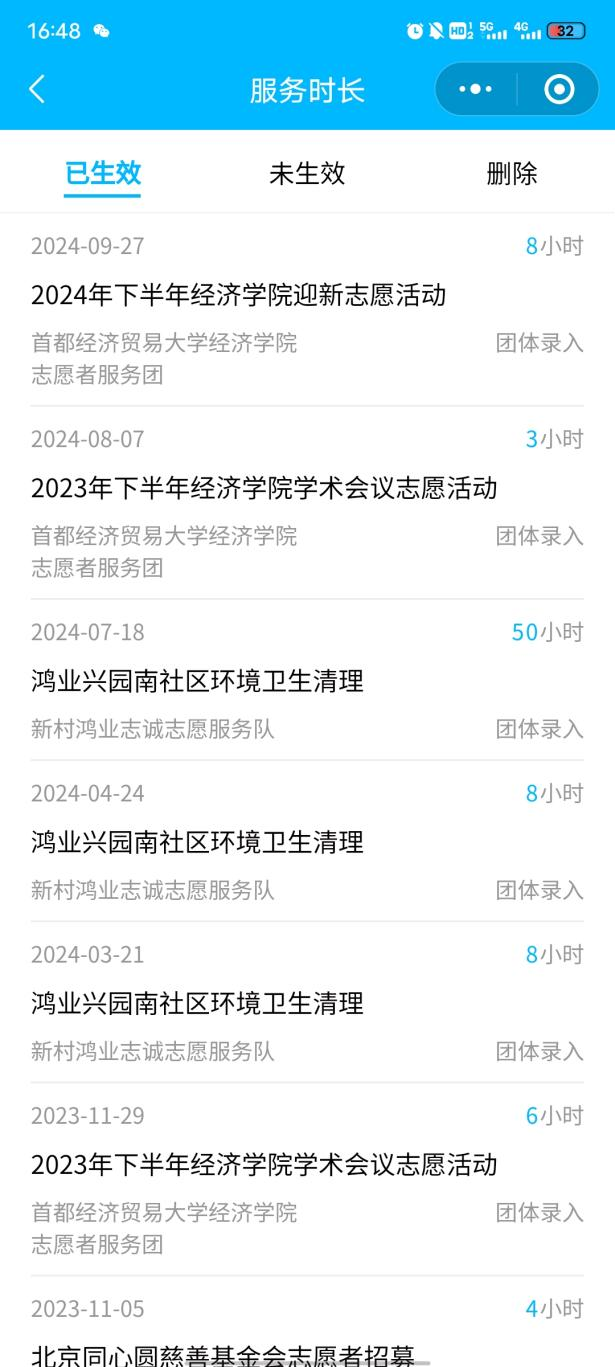 16:48 HD 1 2 5G 4G 32
服务时长
已生效 未生效 删除
2024-09-27 8小时
2024年下半年经济学院迎新志愿活动
首都经济贸易大学经济学院 团体录入
志愿者服务团
2024-08-07 3小时
2023年下半年经济学院学术会议志愿活动
首都经济贸易大学经济学院 团体录入
志愿者服务团
2024-07-18 50小时
鸿业兴园南社区环境卫生清理
新村鸿业志诚志愿服务队 团体录入
2024-04-24 8小时
鸿业兴园南社区环境卫生清理
新村鸿业志诚志愿服务队 团体录入
2024-03-21 8小时
鸿业兴园南社区环境卫生清理
新村鸿业志诚志愿服务队 团体录入
2023-11-29 6小时
2023年下半年经济学院学术会议志愿活动
首都经济贸易大学经济学院 团体录入
志愿者服务团
2023-11-05 4小时
北京同心圆慈善基金会志愿者招募